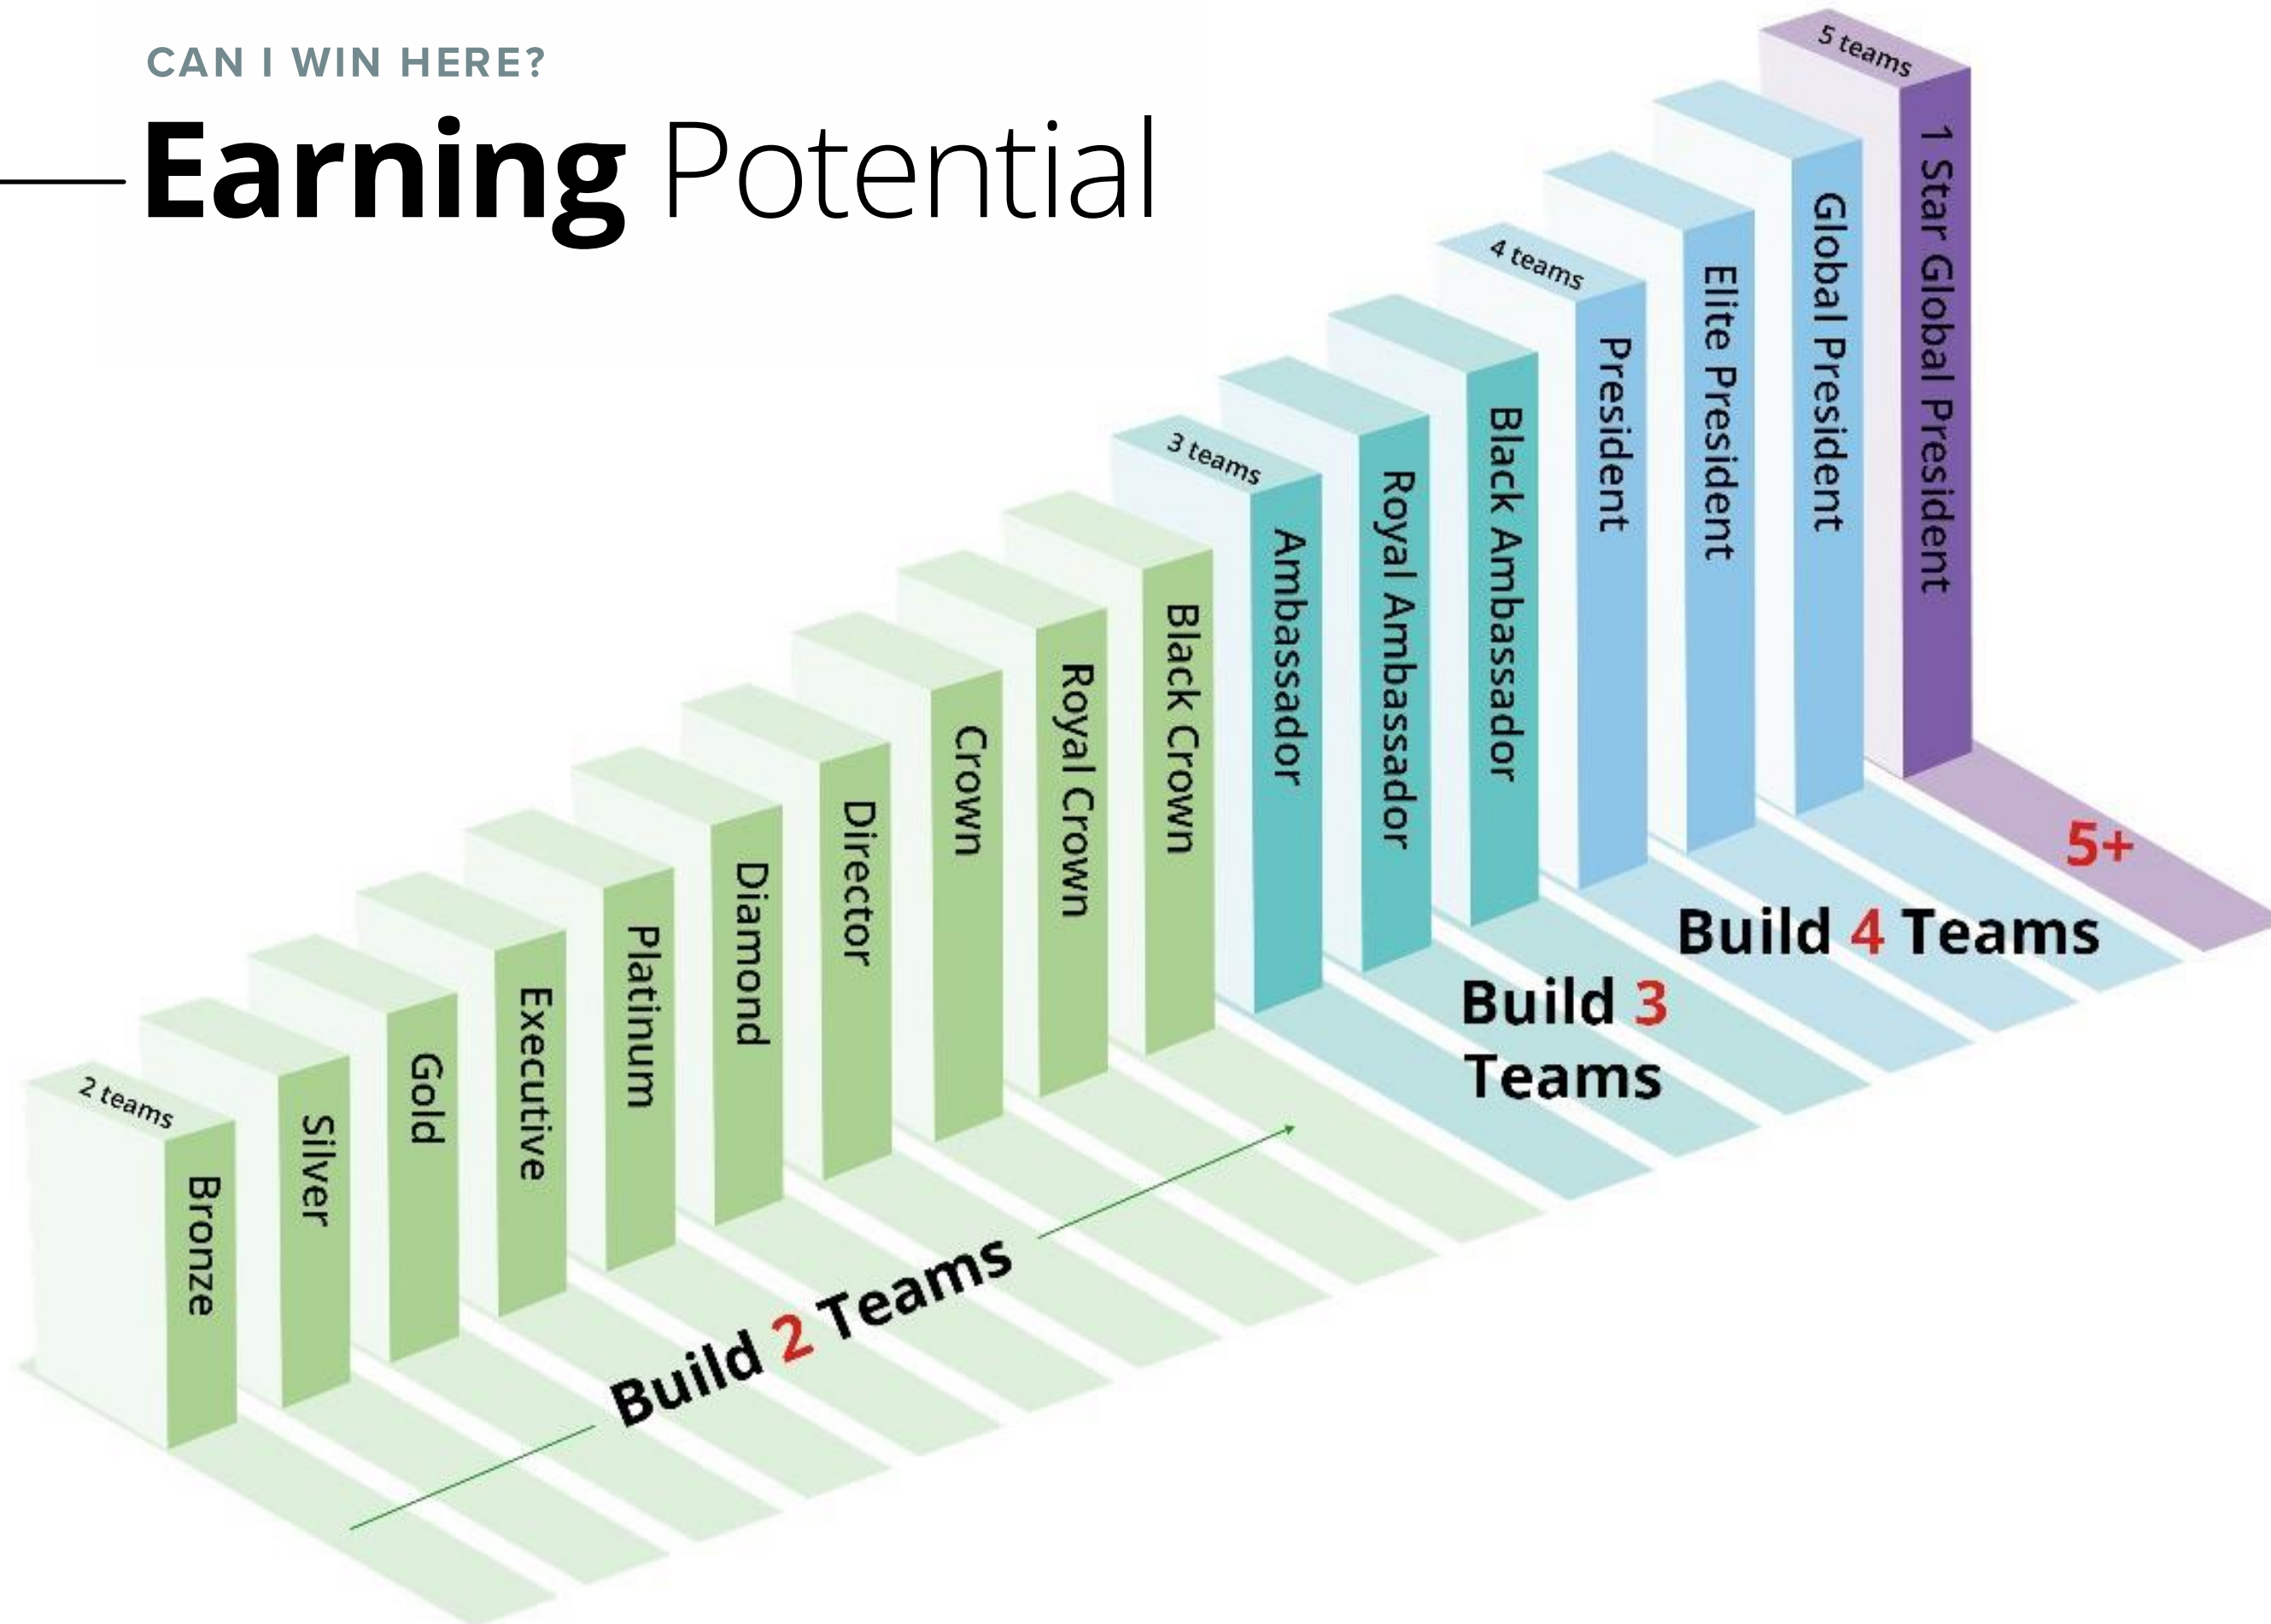 CAN I WIN HERE?
Earning Potential
2 teams
Bronze
Silver
Gold
Executive
Platinum
Diamond
Director
Crown
Royal Crown
Black Crown
3 teams
Ambassador
Royal Ambassador
Black Ambassador
4 teams
President
Elite President
Global President
5 teams
1 Star Global President
Build 2 Teams
Build 3
Teams
Build 4 Teams
5+